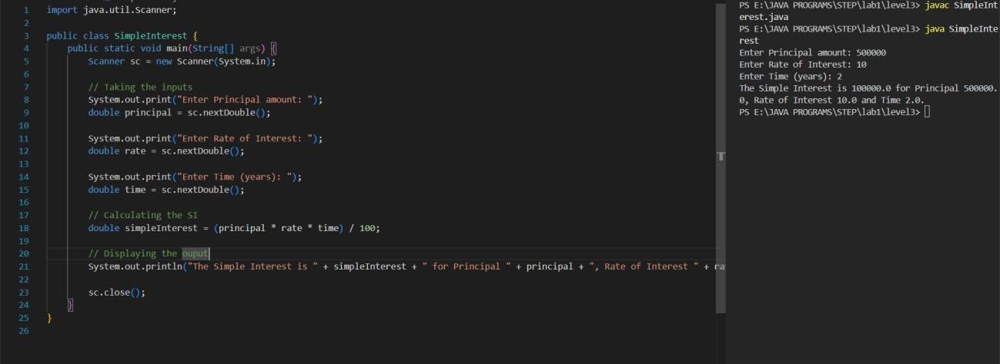 import java.util.Scanner;
public class SimpleInterest {
public static void main(String[] args) {
Scanner sc = new Scanner(System.in);
// Taking the inputs
System.out.print("Enter Principal amount: ");
double principal = sc.nextDouble();
System.out.print("Enter Rate of Interest: ");
double rate = sc.nextDouble();
System.out.print("Enter Time (years): ");
double time = sc.nextDouble();
// Calculating the SI
double simpleInterest = (principal * rate * time) / 100;
// Displaying the ouput
System.out.println("The Simple Interest is " + simpleInterest + " for Principal " + principal + ", Rate of Interest " + ra
sc.close();
}
}
1
2
3
4
5
6
7
8
9
10
11
12
13
14
15
16
17
18
19
20
21
22
23
24
25
26
PS E:\JAVA PROGRAMS\STEP\lab1\level3> javac SimpleInt
erest.java
PS E:\JAVA PROGRAMS\STEP\lab1\level3> java SimpleInte
rest
Enter Principal amount: 500000
Enter Rate of Interest: 10
Enter Time (years): 2
The Simple Interest is 100000.0 for Principal 500000.
0, Rate of Interest 10.0 and Time 2.0.
PS E:\JAVA PROGRAMS\STEP\lab1\level3>